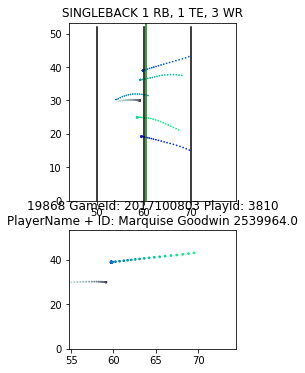 SINGLEBACK 1 RB, 1 TE, 3 WR
50
40
30
20
10
0
50 60 70
19868 GameId: 2017100803 PlayId: 3810
PlayerName + ID: Marquise Goodwin 2539964.0
40
20
0
55 60 65 70